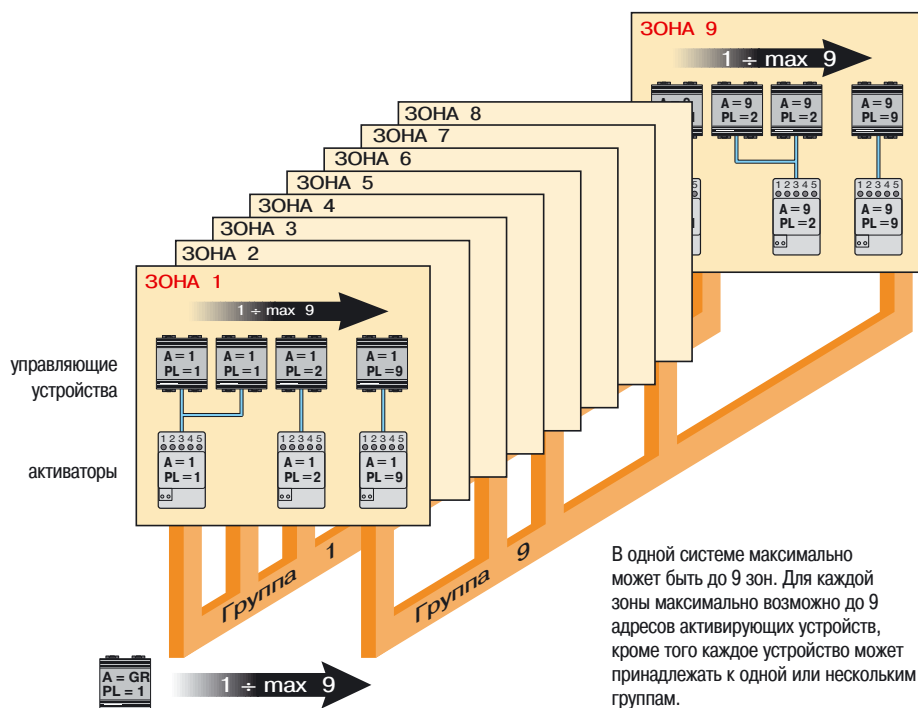 ЗОНА 9
1 ÷ max 9
A = 9 PL = 2
A = 9 PL = 2
A = 9 PL = 9
1 2 3 4 5
A = 9 PL = 2
1 2 3 4 5
A = 9 PL = 9
ЗОНА 8
ЗОНА 7
ЗОНА 6
ЗОНА 5
ЗОНА 4
ЗОНА 3
ЗОНА 2
ЗОНА 1
1 ÷ max 9
управляющие
устройства
A = 1 PL = 1
A = 1 PL = 1
A = 1 PL = 2
A = 1 PL = 9
активаторы
1 2 3 4 5
A = 1 PL = 1
1 2 3 4 5
A = 1 PL = 2
1 2 3 4 5
A = 1 PL = 9
Группа 1
Группа 9
В одной системе максимально
может быть до 9 зон. Для каждой
зоны максимально возможно до 9
адресов активирующих устройств,
кроме того каждое устройство может
принадлежать к одной или нескольким
группам.
A = GR
PL = 1
1 ÷ max 9